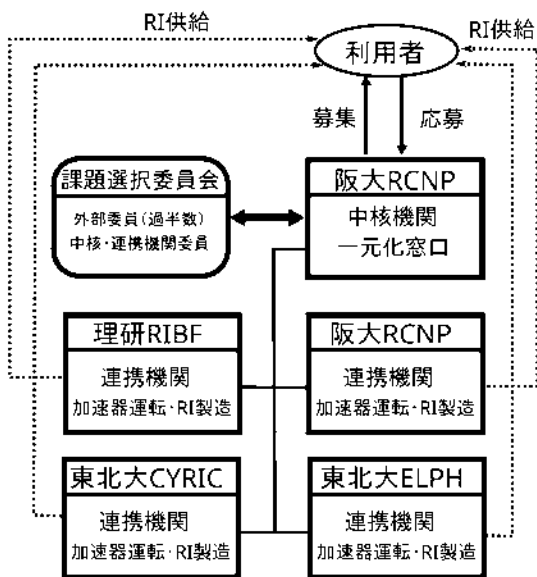 RI供給
RI供給
利用者
募集
応募
課題選択委員会
外部委員(過半数)
中核・連携機関委員
阪大RCNP
中核機関
一元化窓口
理研RIBF
連携機関
加速器運転・RI製造
阪大RCNP
連携機関
加速器運転・RI製造
東北大CYRIC
連携機関
加速器運転・RI製造
東北大ELPH
連携機関
加速器運転・RI製造